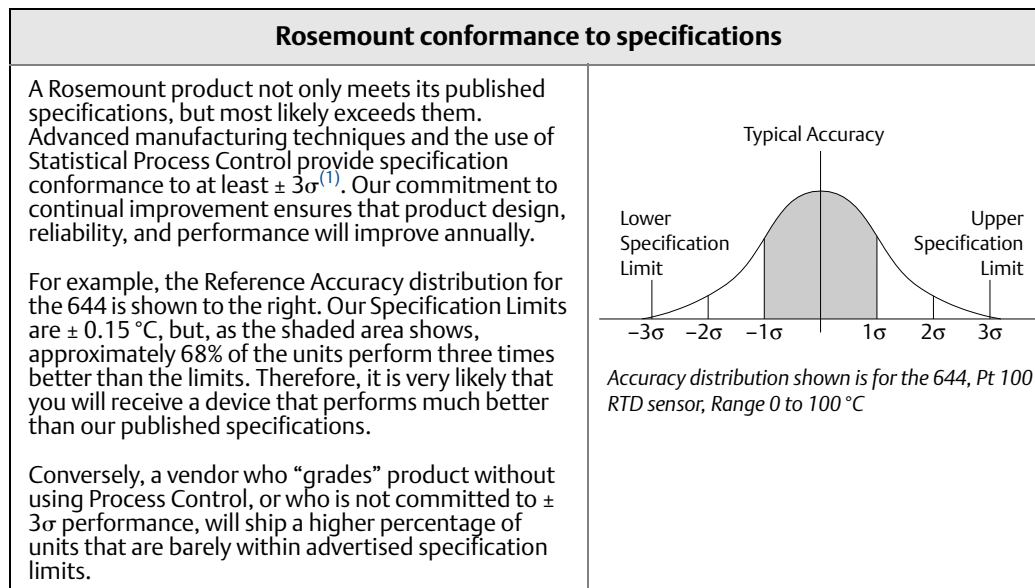 Rosemount conformance to specifications
A Rosemount product not only meets its published
specifications, but most likely exceeds them.
Advanced manufacturing techniques and the use of
Statistical Process Control provide specification
conformance to at least ± 3σ(1). Our commitment to
continual improvement ensures that product design,
reliability, and performance will improve annually.
For example, the Reference Accuracy distribution for
the 644 is shown to the right. Our Specification Limits
are ± 0.15 °C, but, as the shaded area shows,
approximately 68% of the units perform three times
better than the limits. Therefore, it is very likely that
you will receive a device that performs much better
than our published specifications.
Conversely, a vendor who “grades” product without
using Process Control, or who is not committed to ±
3σ performance, will ship a higher percentage of
units that are barely within advertised specification
limits.
Typical Accuracy
Lower
Specification
Limit
Upper
Specification
Limit
−3σ −2σ −1σ 1σ 2σ 3σ
Accuracy distribution shown is for the 644, Pt 100
RTD sensor, Range 0 to 100 °C